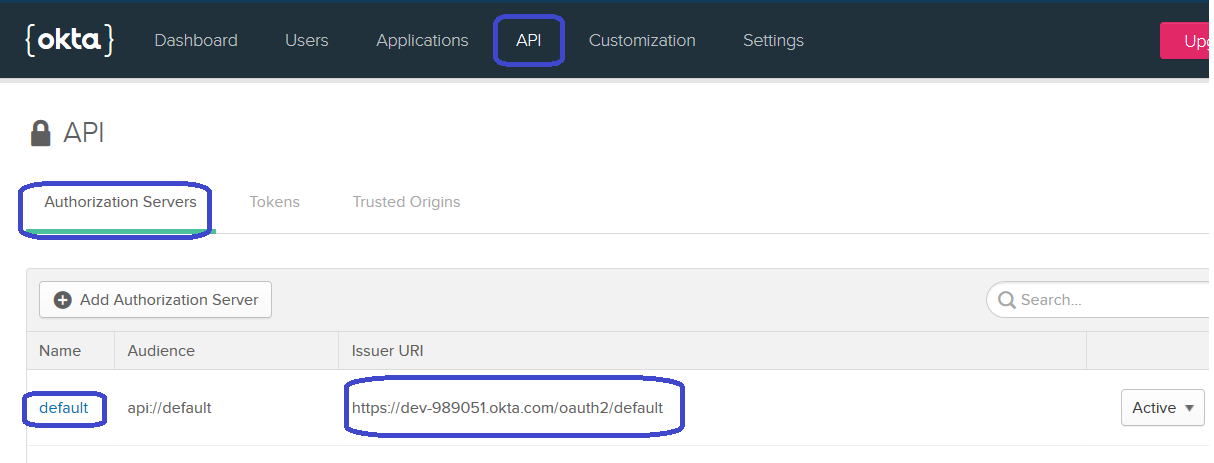 {okta} Dashboard Users Applications API Customization Settings Upg
API
Authorization Servers Tokens Trusted Origins
Add Authorization Server Search...
Name Audience Issuer URI
default api://default https://dev-989051.okta.com/oauth2/default Active